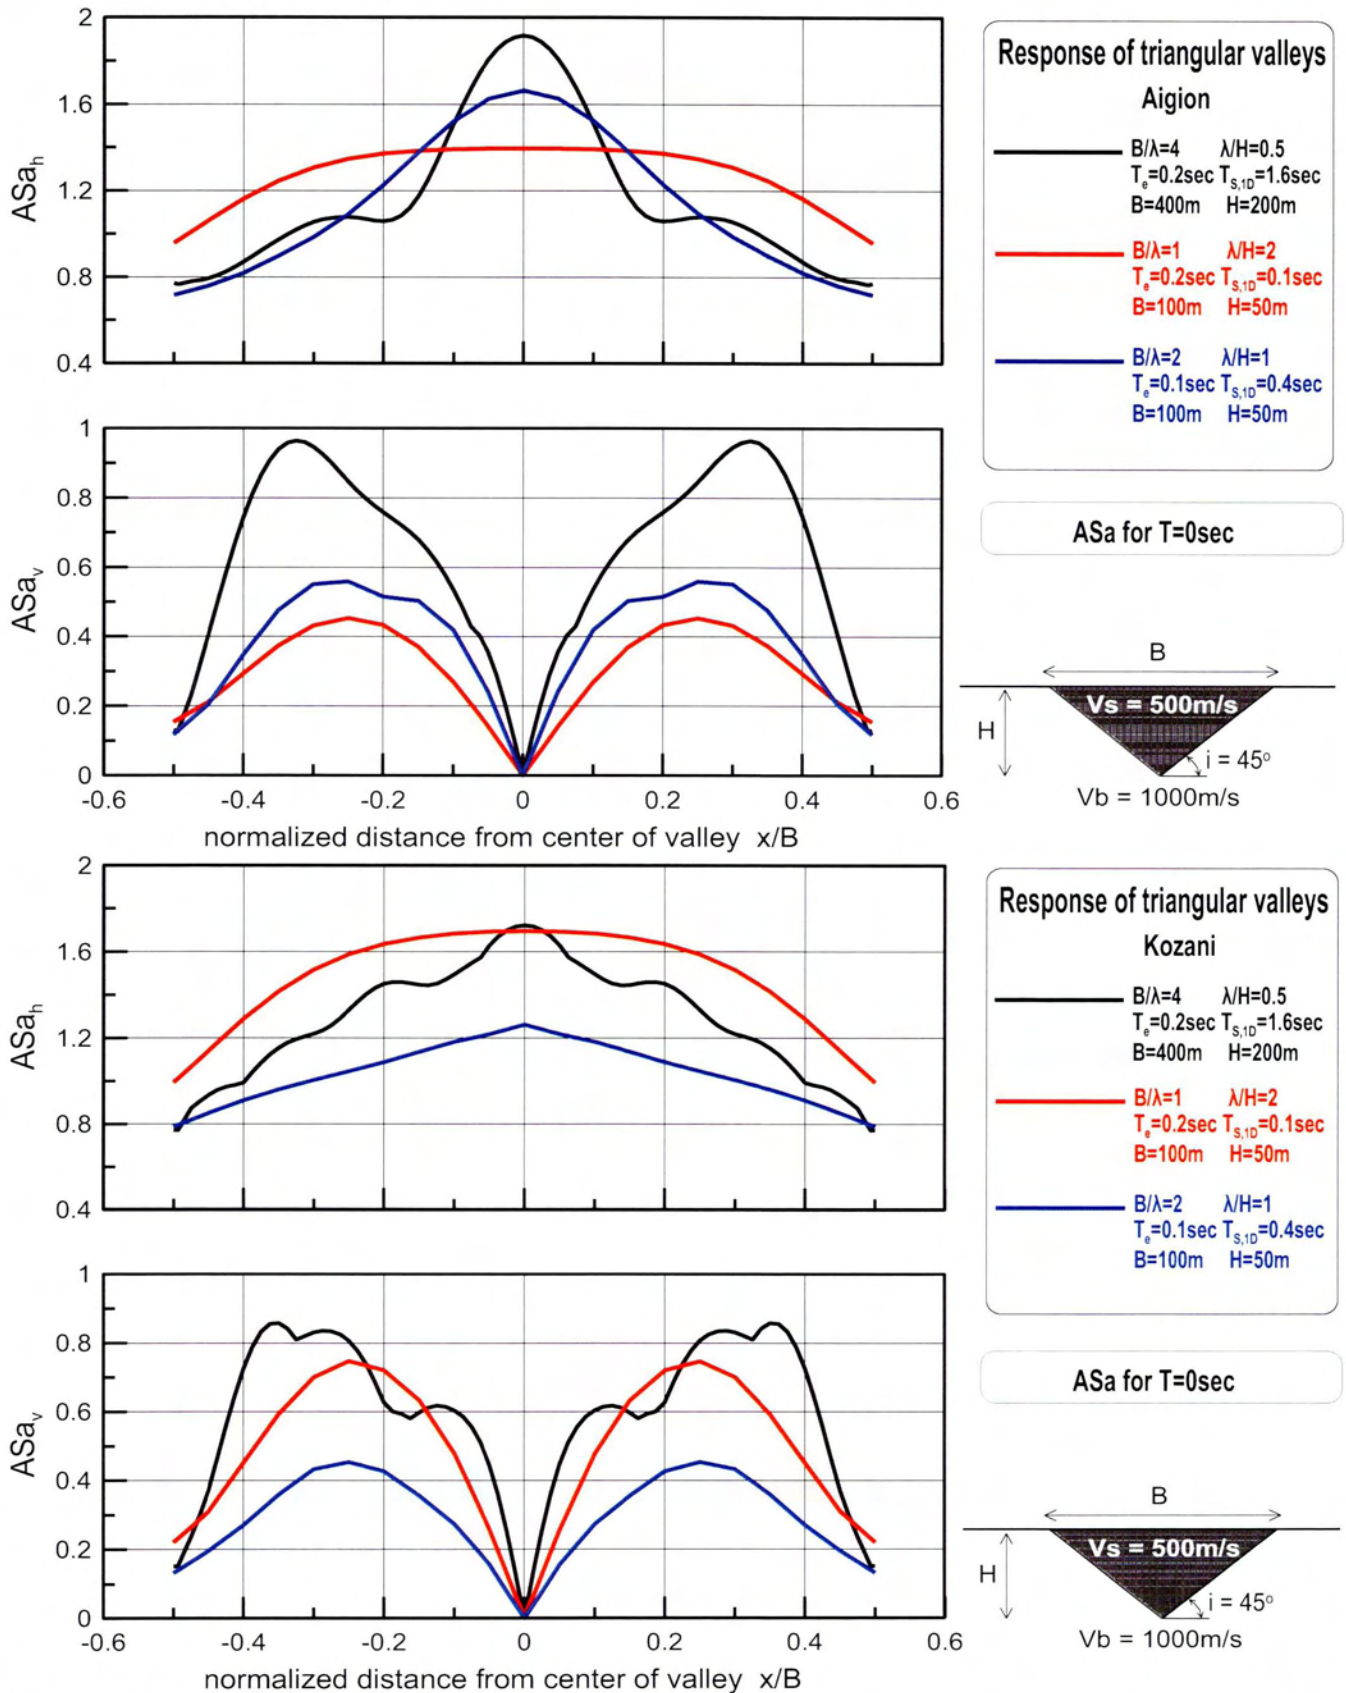 2
1.6
1.2
0.8
0.4
ASa_h
1
0.8
0.6
0.4
0.2
0
ASa_v
-0.6 -0.4 -0.2 0 0.2 0.4 0.6
normalized distance from center of valley x/B
Response of triangular valleys
Aigion
B/λ=4 λ/H=0.5
T_e=0.2sec T_S,1D=1.6sec
B=400m H=200m
B/λ=1 λ/H=2
T_e=0.2sec T_S,1D=0.1sec
B=100m H=50m
B/λ=2 λ/H=1
T_e=0.1sec T_S,1D=0.4sec
B=100m H=50m
ASa for T=0sec
B
Vs = 500m/s
H
i = 45°
Vb = 1000m/s
2
1.6
1.2
0.8
0.4
ASa_h
1
0.8
0.6
0.4
0.2
0
ASa_v
-0.6 -0.4 -0.2 0 0.2 0.4 0.6
normalized distance from center of valley x/B
Response of triangular valleys
Kozani
B/λ=4 λ/H=0.5
T_e=0.2sec T_S,1D=1.6sec
B=400m H=200m
B/λ=1 λ/H=2
T_e=0.2sec T_S,1D=0.1sec
B=100m H=50m
B/λ=2 λ/H=1
T_e=0.1sec T_S,1D=0.4sec
B=100m H=50m
ASa for T=0sec
B
Vs = 500m/s
H
i = 45°
Vb = 1000m/s